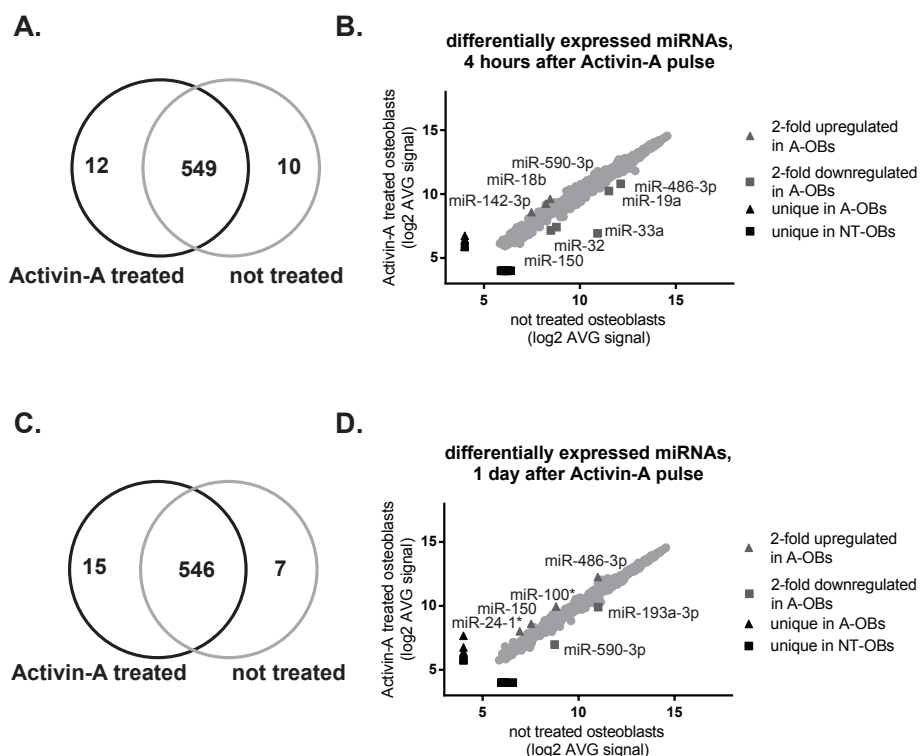 A.
12
549
10
Activin-A treated
not treated
B.
differentially expressed miRNAs,
4 hours after Activin-A pulse
Activin-A treated osteoblasts
(log2 AVG signal)
15
10
5
miR-590-3p
miR-18b
miR-142-3p
miR-486-3p
miR-19a
miR-33a
miR-32
miR-150
5
10
15
not treated osteoblasts
(log2 AVG signal)
2-fold upregulated
in A-OBs
2-fold downregulated
in A-OBs
unique in A-OBs
unique in NT-OBs
C.
15
546
7
Activin-A treated
not treated
D.
differentially expressed miRNAs,
1 day after Activin-A pulse
Activin-A treated osteoblasts
(log2 AVG signal)
15
10
5
miR-486-3p
miR-100*
miR-150
miR-24-1*
miR-193a-3p
miR-590-3p
5
10
15
not treated osteoblasts
(log2 AVG signal)
2-fold upregulated
in A-OBs
2-fold downregulated
in A-OBs
unique in A-OBs
unique in NT-OBs